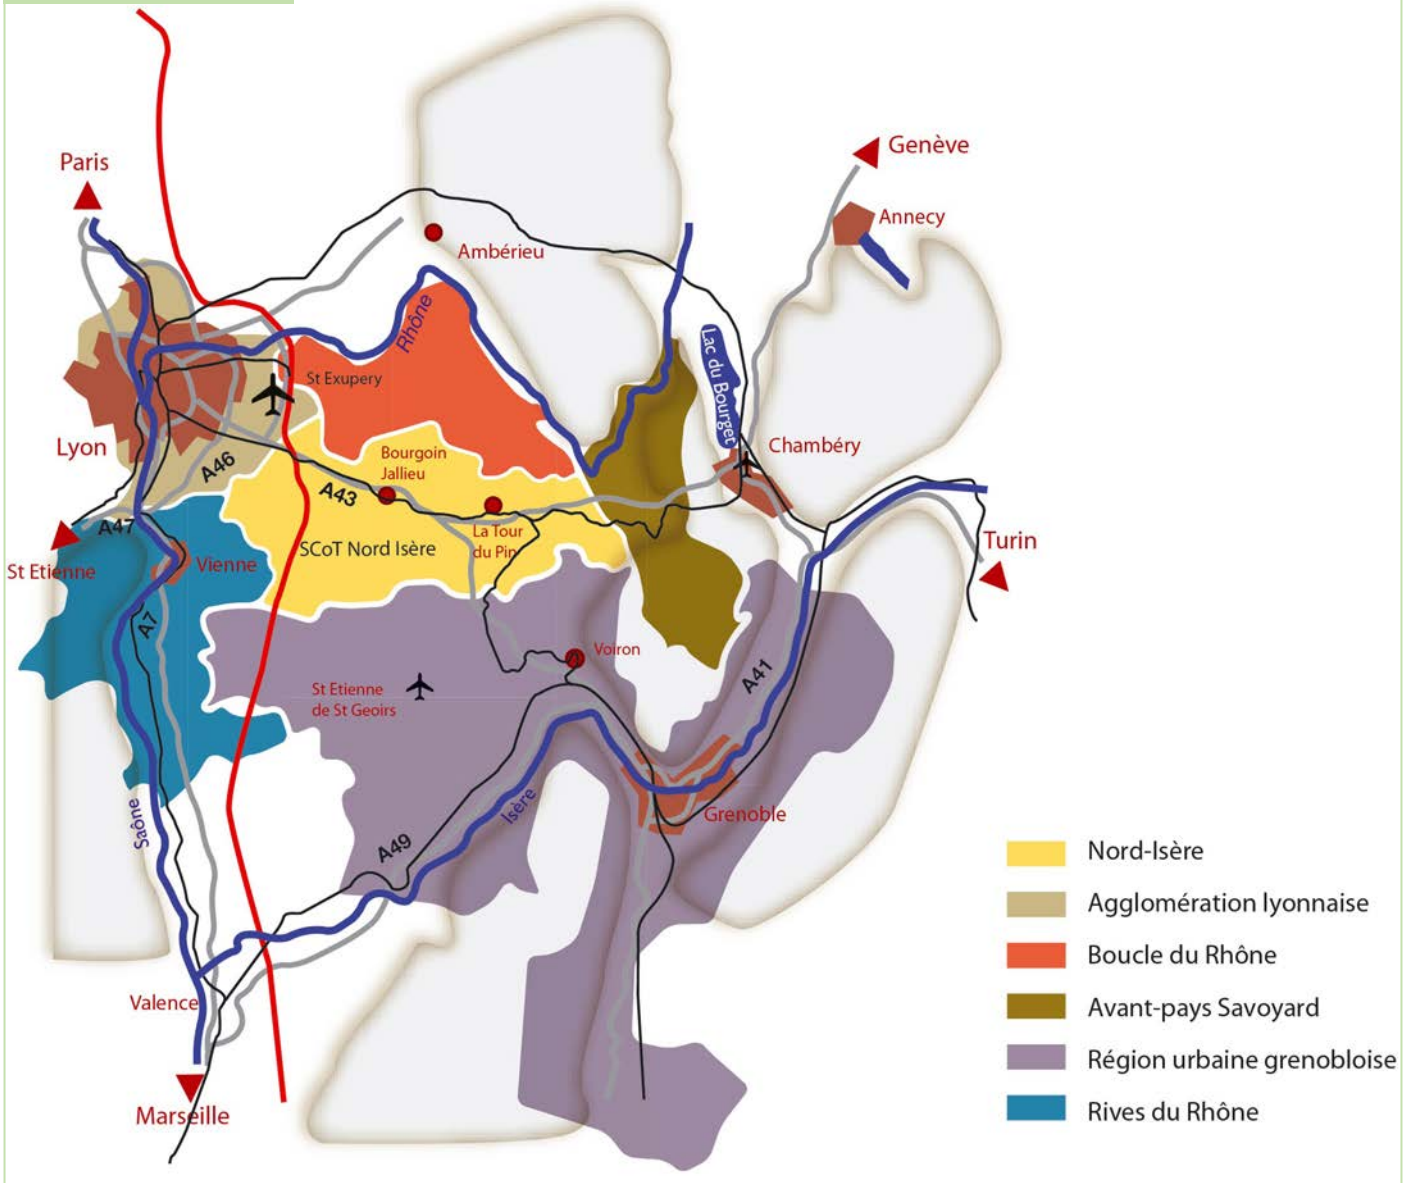 Genève
Paris
Annecy
Ambérieu
Rhône
Lac du Bourget
St Exupery
Lyon
Bourgoin
Jallieu
Chambéry
A46
A43
A47
La Tour
du Pin
SCoT Nord Isère
Turin
St Etienne
Vienne
A7
Voiron
A41
St Etienne
de St Geoirs
Isère
Grenoble
Saône
A49
Valence
Marseille
Nord-Isère
Agglomération lyonnaise
Boucle du Rhône
Avant-pays Savoyard
Région urbaine grenobloise
Rives du Rhône